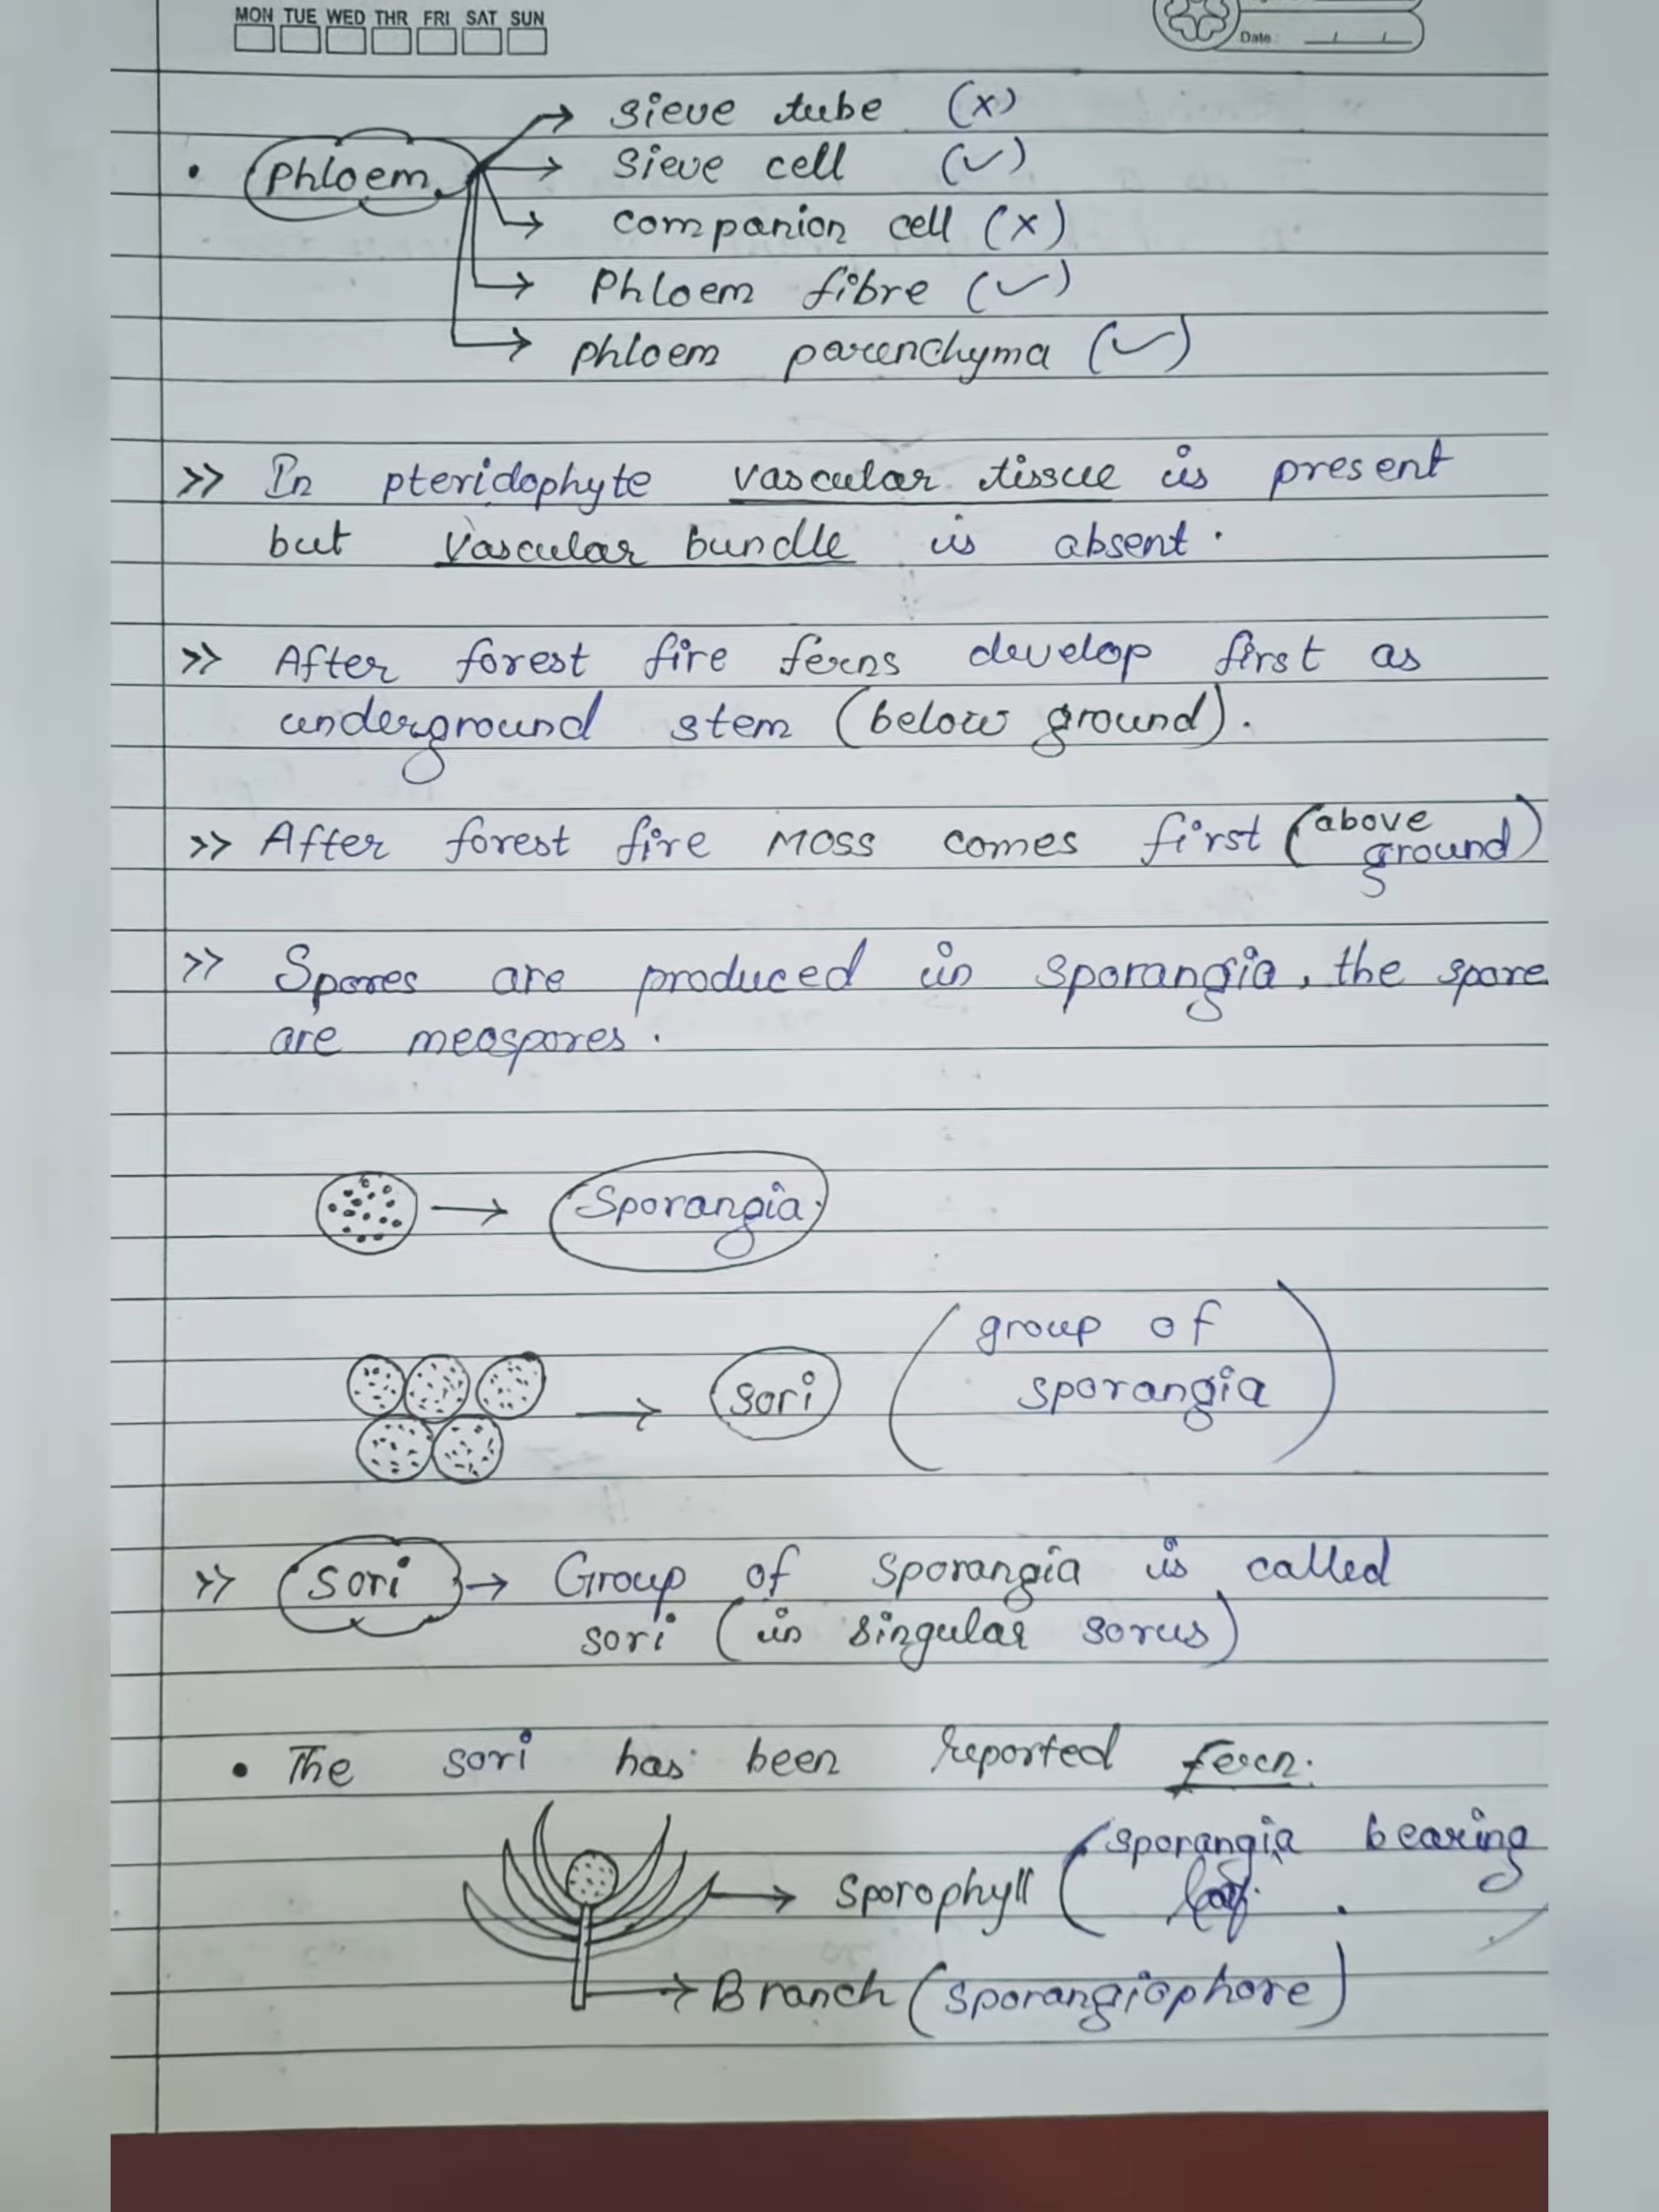 MON TUE WED THR FRI SAT SUN
Date :
sieve tube (x)
• Phloem
Sieve cell (✓)
companion cell (x)
Phloem fibre (✓)
phloem parenchyma (✓)
>> In pteridophyte vascular tissue is present
but vascular bundle is absent.
>> After forest fire ferns develop first as
underground stem (below ground).
>> After forest fire moss comes first (above
ground)
>> Spores are produced in sporangia, the spore
are meospores.
→ Sporangia
→ sori (group of
sporangia)
>> Sori → Group of sporangia is called
sori (in singular sorus)
• The sori has been reported fern.
→ sporophyll (sporangia bearing
leaf.
→ Branch (sporangiophore)